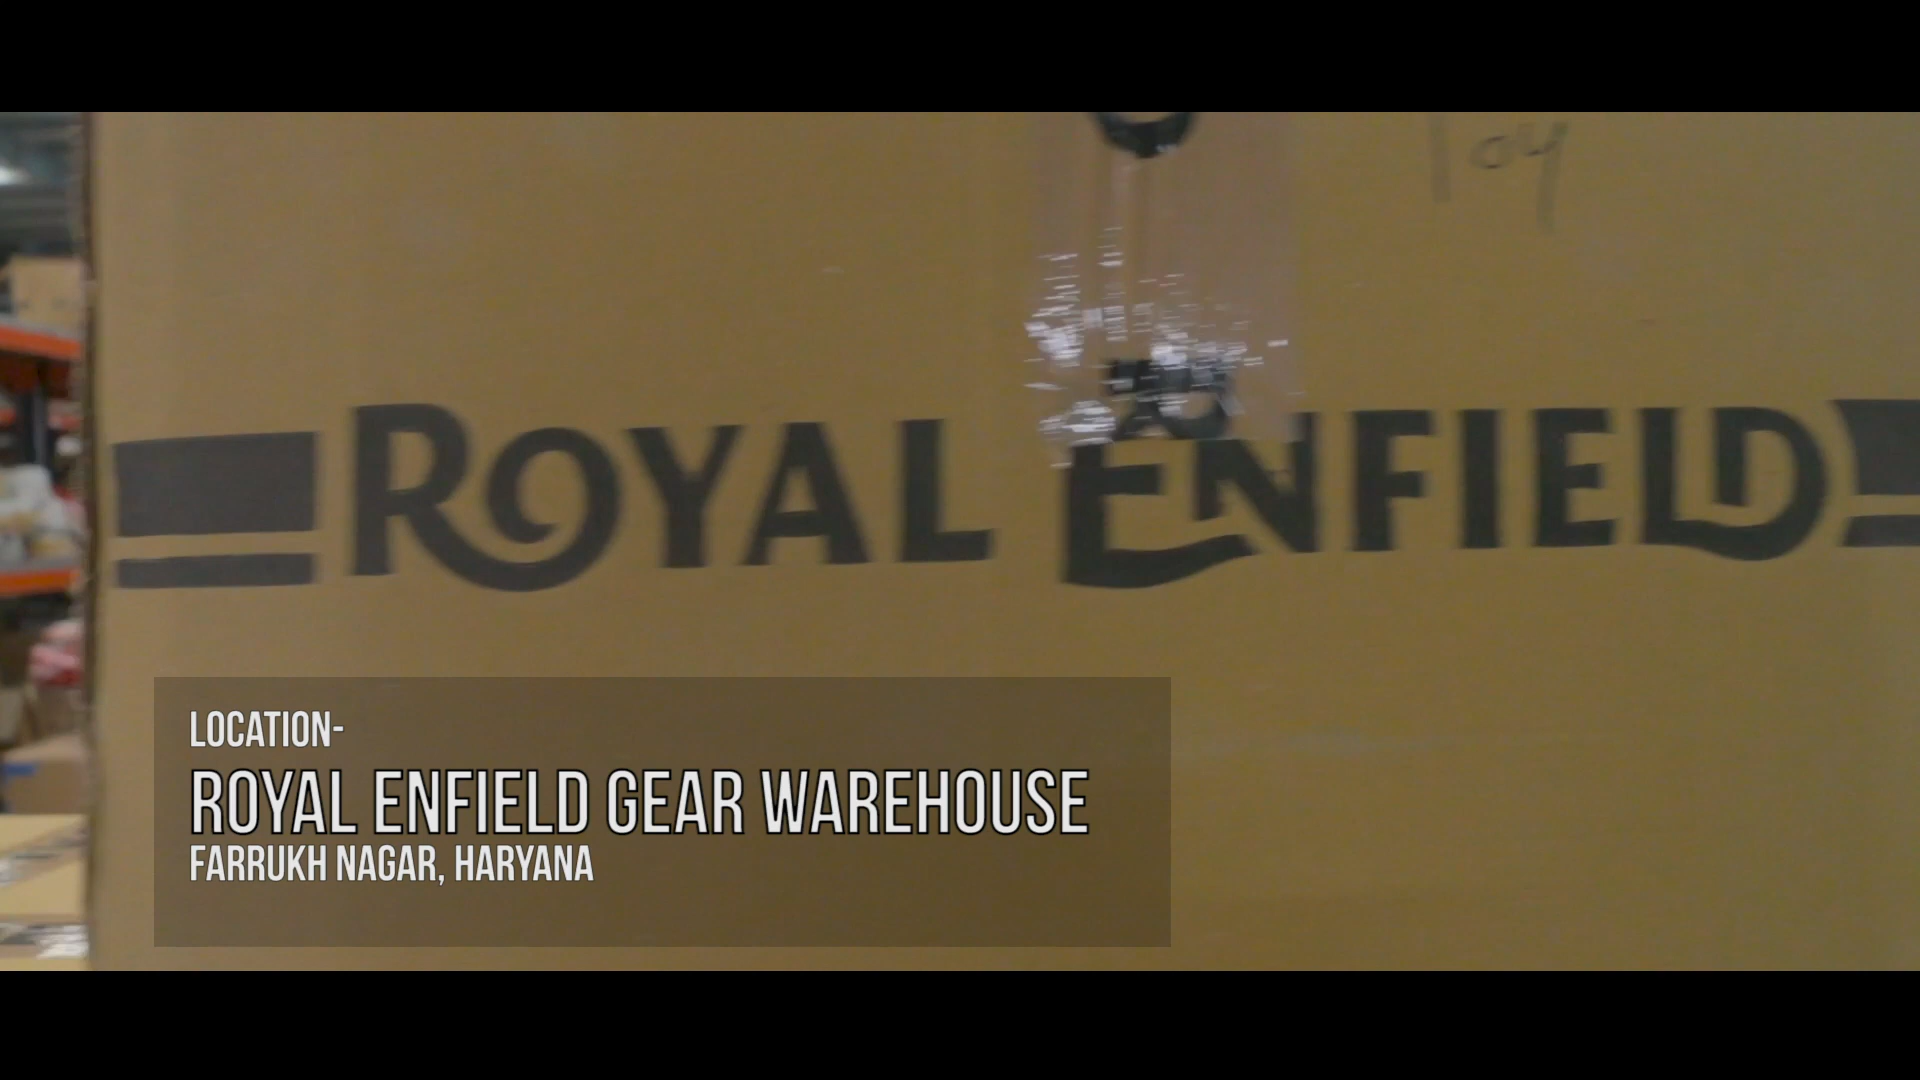 ROYAL ENFIELD
LOCATION-
ROYAL ENFIELD GEAR WAREHOUSE
FARRUKH NAGAR, HARYANA